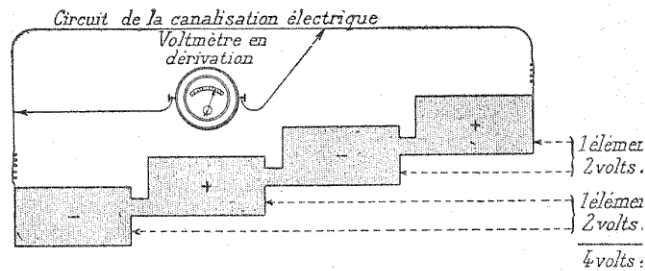 Circuit de la canalisation électrique
Voltmètre en
dérivation
+
-
+
-
1 élémen
2 volts.
1 élémen
2 volts.
4 volts: